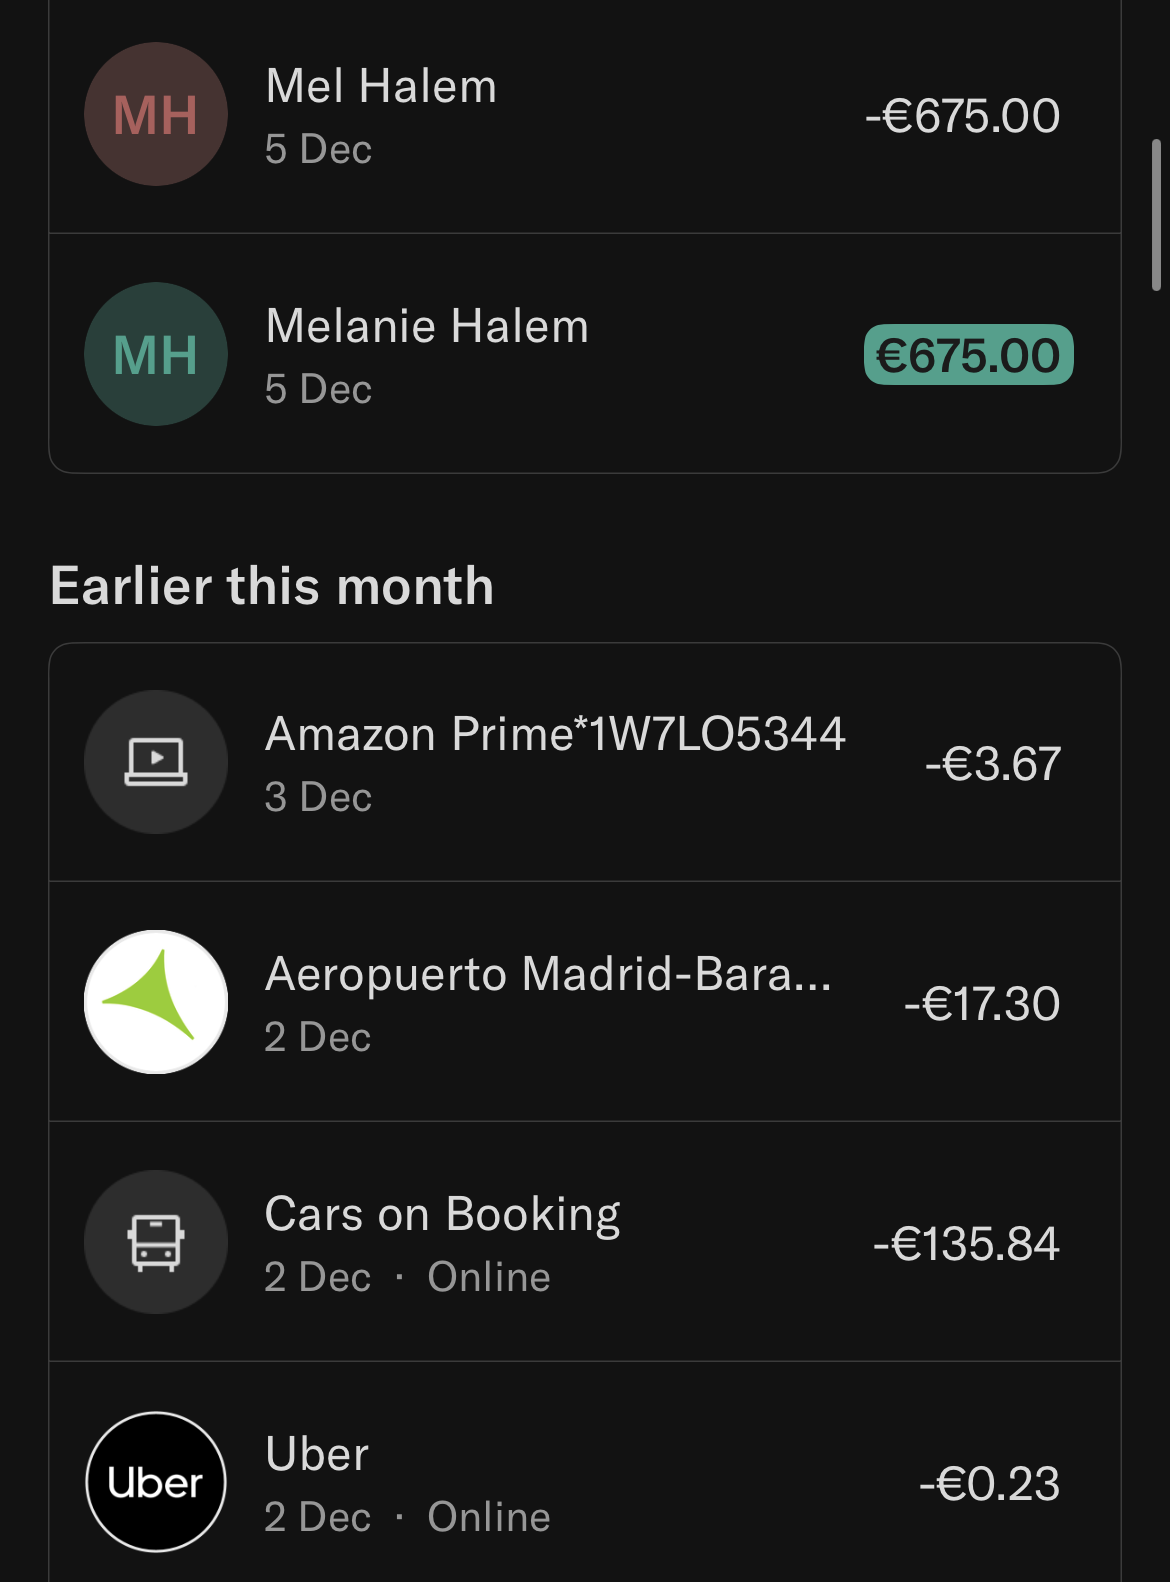 MH
Mel Halem
5 Dec
-€675.00
MH
Melanie Halem
5 Dec
€675.00
Earlier this month
Amazon Prime*1W7LO5344
3 Dec
-€3.67
Aeropuerto Madrid-Bara...
2 Dec
-€17.30
Cars on Booking
2 Dec · Online
-€135.84
Uber
Uber
2 Dec · Online
-€0.23